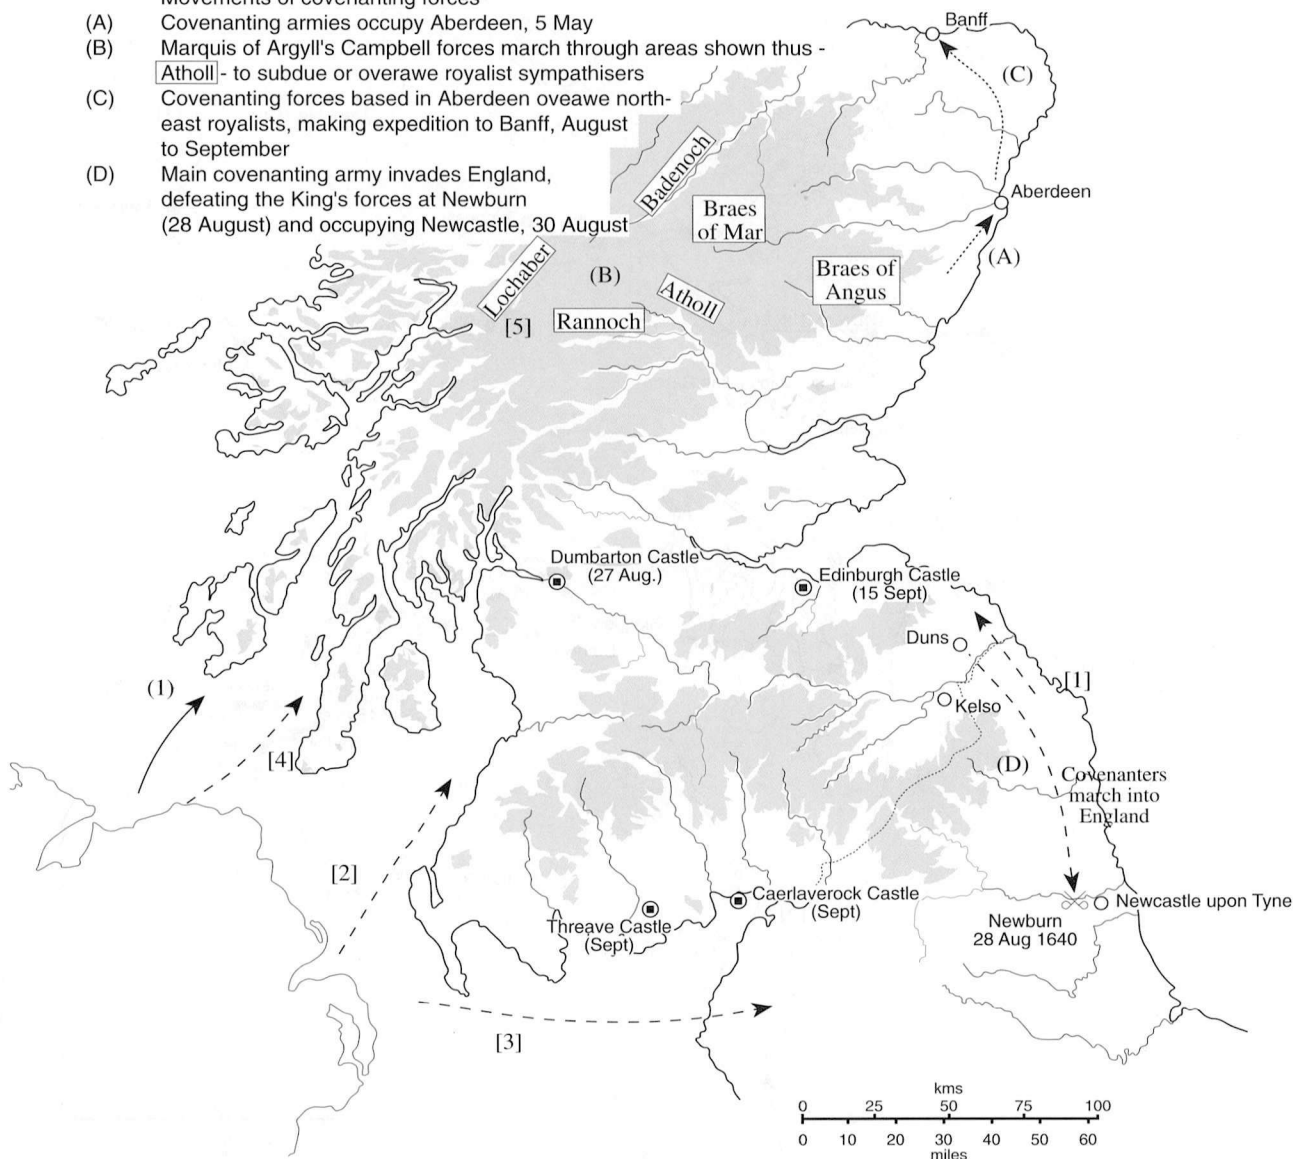 Movements of covenanting forces
(A) Covenanting armies occupy Aberdeen, 5 May
(B) Marquis of Argyll's Campbell forces march through areas shown thus -
Atholl - to subdue or overawe royalist sympathisers
(C) Covenanting forces based in Aberdeen oveawe north-
east royalists, making expedition to Banff, August
to September
(D) Main covenanting army invades England,
defeating the King's forces at Newburn
(28 August) and occupying Newcastle, 30 August
Banff
(C)
Badenoch
Aberdeen
Braes
of Mar
(A)
Lochaber
(B)
Braes of
Angus
Atholl
[5]
Rannoch
Dumbarton Castle
(27 Aug.)
Edinburgh Castle
(15 Sept)
Duns
[1]
(1)
Kelso
[4]
(D)
Covenanters
march into
England
[2]
Caerlaverock Castle
(Sept)
Newcastle upon Tyne
Threave Castle
(Sept)
Newburn
28 Aug 1640
[3]
kms
0 25 50 75 100
0 10 20 30 40 50 60
miles